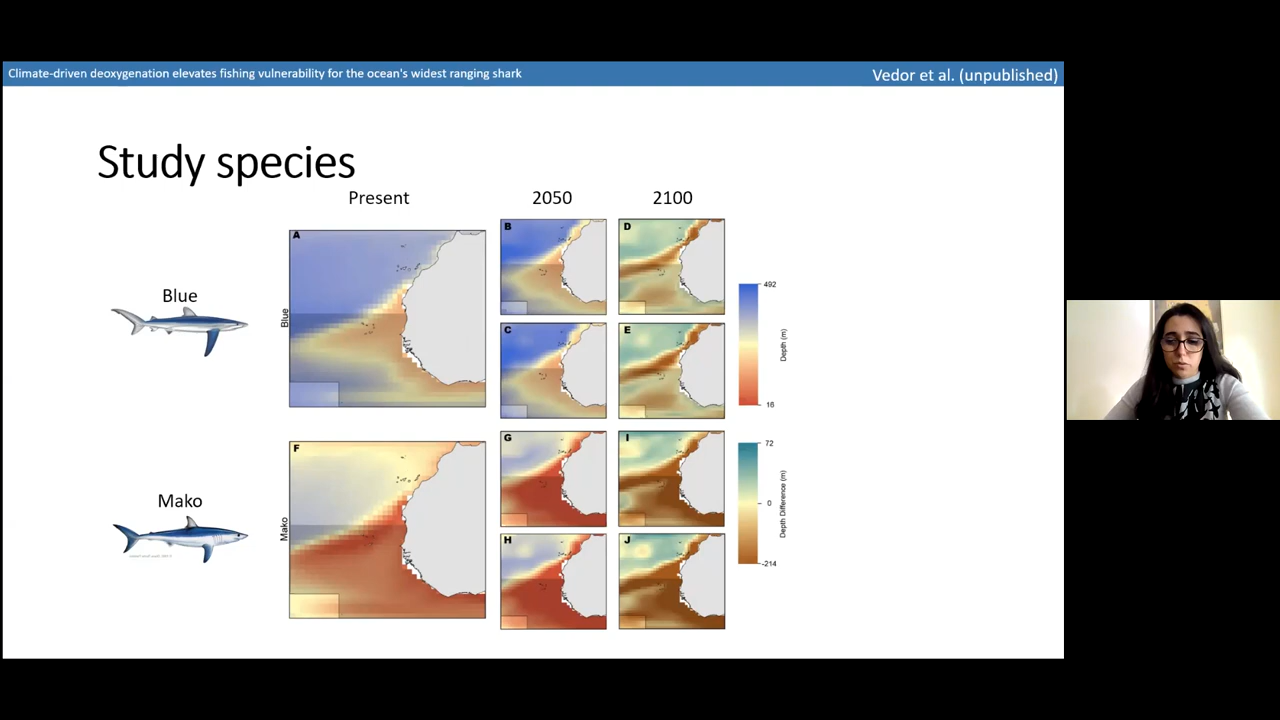 Climate-driven deoxygenation elevates fishing vulnerability for the ocean's widest ranging shark
Vedor et al. (unpublished)
Study species
Present
2050
2100
Blue
Mako
Blue
A
B
D
C
E
Mako
F
G
I
H
J
492
Depth (m)
16
72
0
Depth Difference (m)
-214